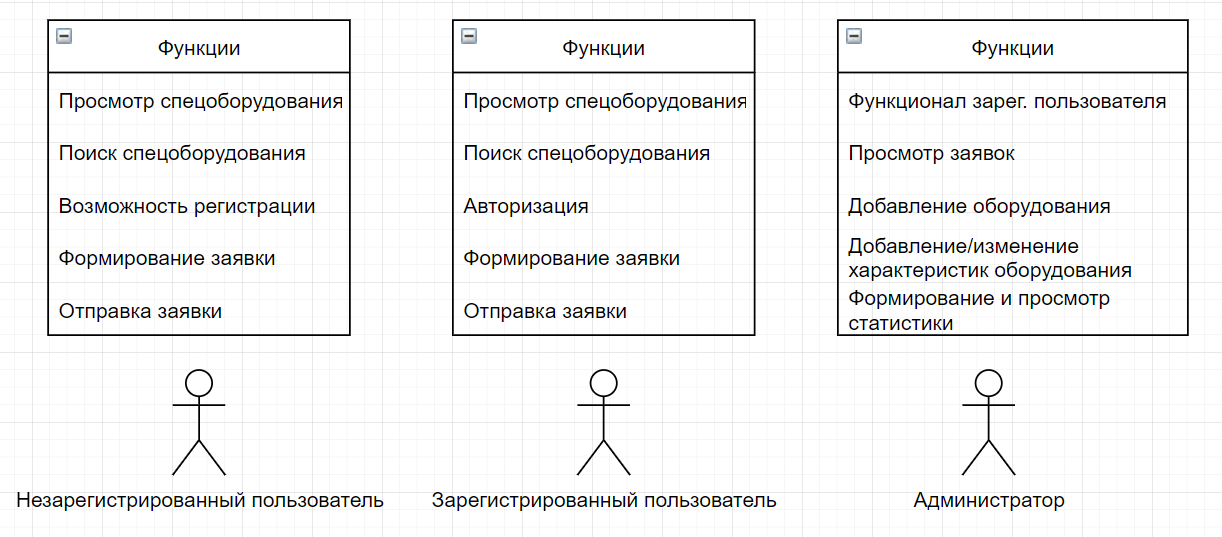 Функции
Просмотр спецоборудования
Поиск спецоборудования
Возможность регистрации
Формирование заявки
Отправка заявки
Незарегистрированный пользователь
Функции
Просмотр спецоборудования
Поиск спецоборудования
Авторизация
Формирование заявки
Отправка заявки
Зарегистрированный пользователь
Функции
Функционал зарег. пользователя
Просмотр заявок
Добавление оборудования
Добавление/изменение
характеристик оборудования
Формирование и просмотр
статистики
Администратор